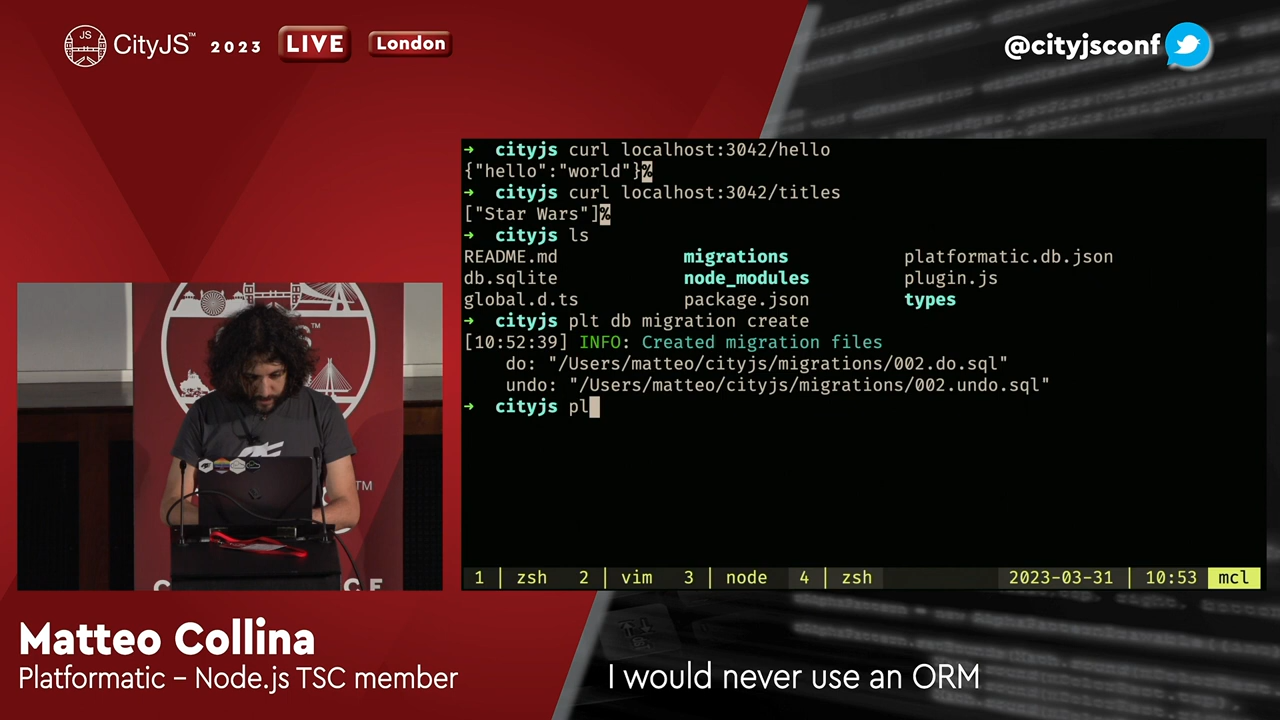 JS
CityJS™ 2023 LIVE London
@cityjsconf
➜ cityjs curl localhost:3042/hello
{"hello":"world"}%
➜ cityjs curl localhost:3042/titles
["Star Wars"]%
➜ cityjs ls
README.md migrations platformatic.db.json
db.sqlite node_modules plugin.js
global.d.ts package.json types
➜ cityjs plt db migration create
[10:52:39] INFO: Created migration files
do: "/Users/matteo/cityjs/migrations/002.do.sql"
undo: "/Users/matteo/cityjs/migrations/002.undo.sql"
➜ cityjs pl
1 | zsh 2 | vim 3 | node 4 | zsh 2023-03-31 | 10:53 mcl
TM
Matteo Collina
Platformatic – Node.js TSC member
I would never use an ORM